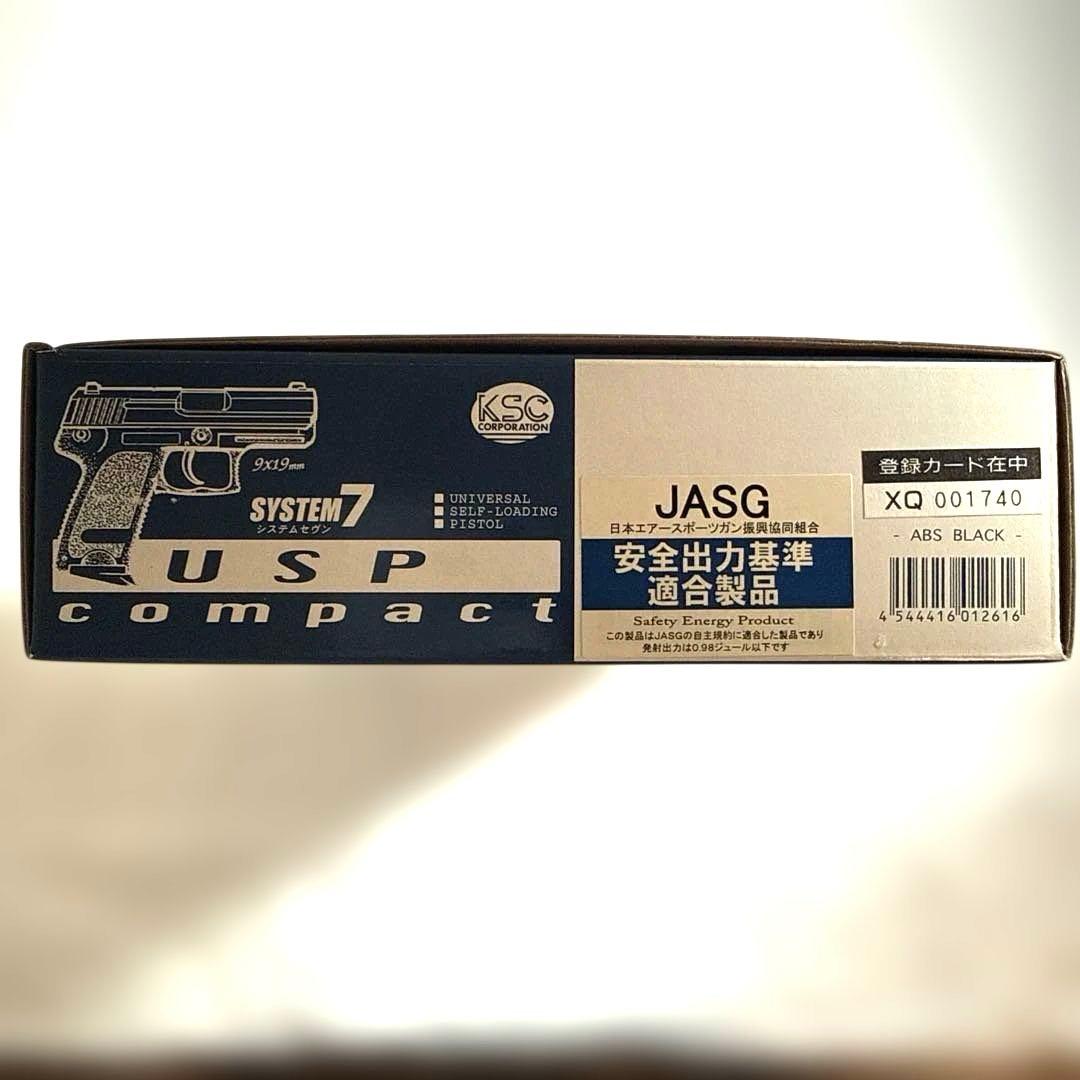 KSC
CORPORATION
9x19mm
SYSTEM7
システムセヴン
UNIVERSAL
SELF-LOADING
PISTOL
USP
compact
JASG
日本エアースポーツガン振興協同組合
安全出力基準
適合製品
Safety Energy Product
この製品はJASGの自主規約に適合した製品であり
発射出力は0.98ジュール以下です
登録カード在中
XQ 001740
- ABS BLACK -
4 544416 012616